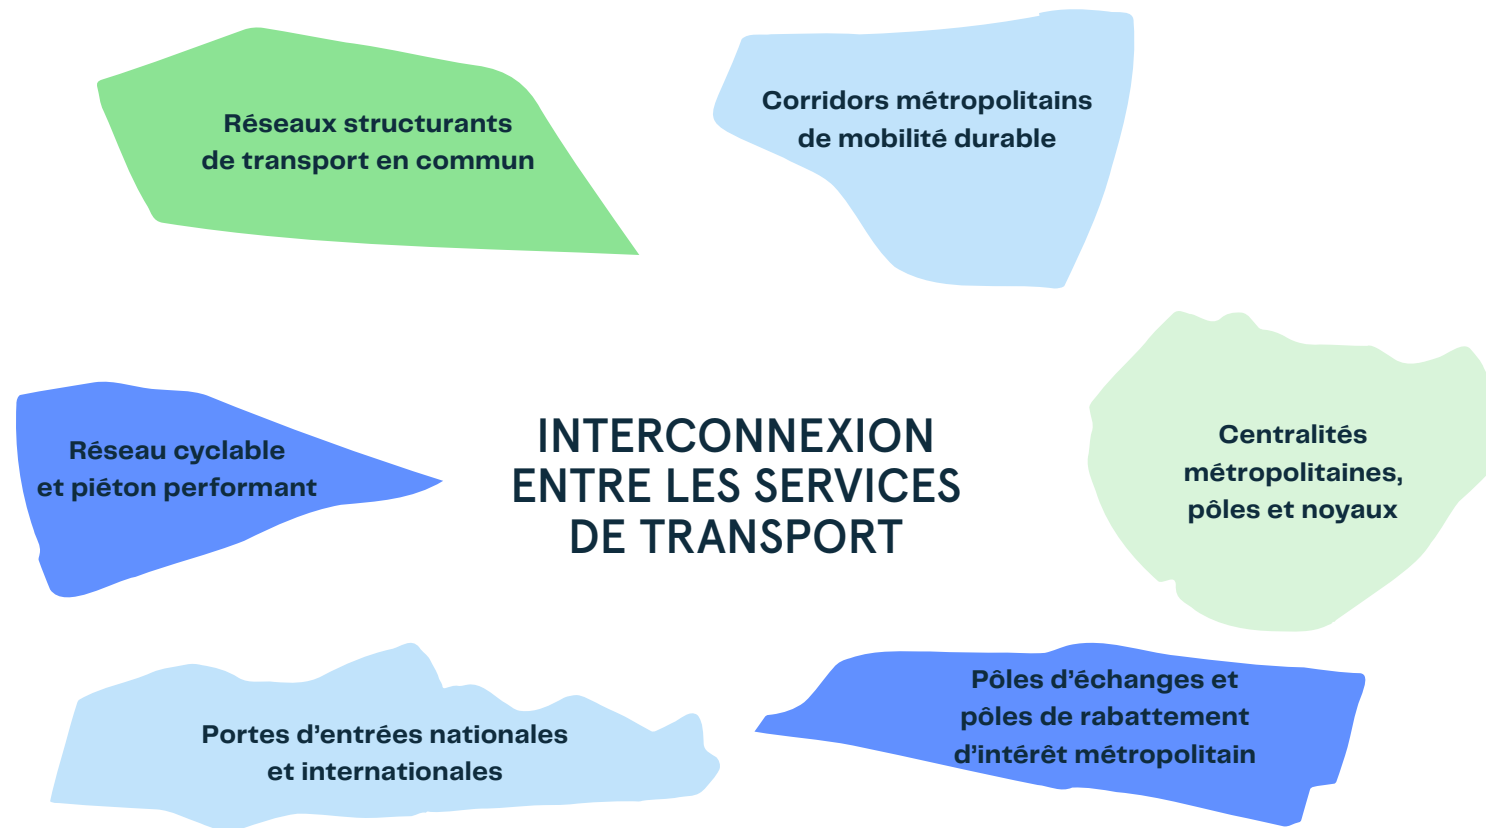 Réseaux structurants
de transport en commun
Corridors métropolitains
de mobilité durable
Réseau cyclable
et piéton performant
INTERCONNEXION
ENTRE LES SERVICES
DE TRANSPORT
Centralités
métropolitaines,
pôles et noyaux
Portes d’entrées nationales
et internationales
Pôles d’échanges et
pôles de rabattement
d’intérêt métropolitain